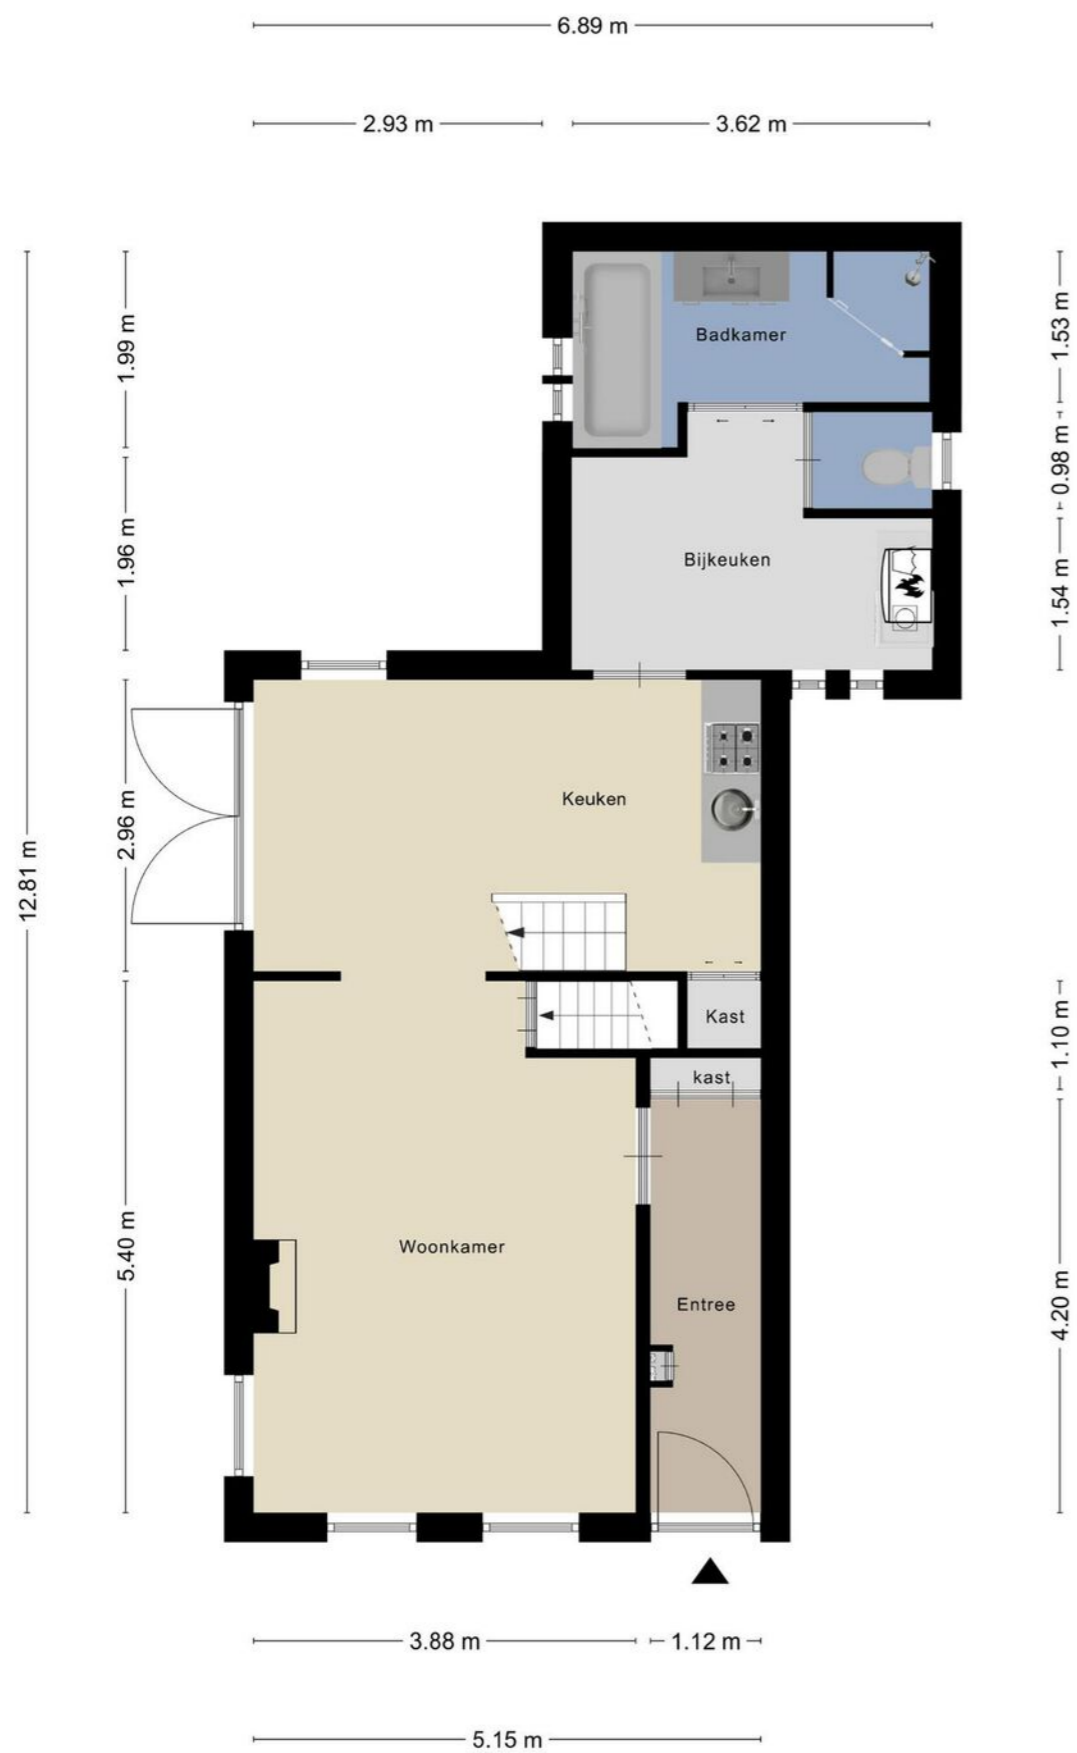 6.89 m
2.93 m
3.62 m
12.81 m
1.99 m
1.96 m
2.96 m
5.40 m
Badkamer
Bijkeuken
Keuken
Kast
kast
Woonkamer
Entree
1.53 m
0.98 m
1.54 m
1.10 m
4.20 m
3.88 m
1.12 m
5.15 m